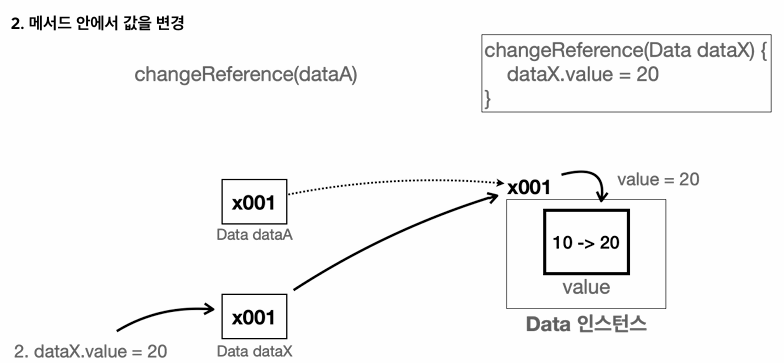 2. 메서드 안에서 값을 변경
changeReference(dataA)
changeReference(Data dataX) {
dataX.value = 20
}
x001
Data dataA
x001
value = 20
10 -> 20
value
Data 인스턴스
x001
Data dataX
2. dataX.value = 20